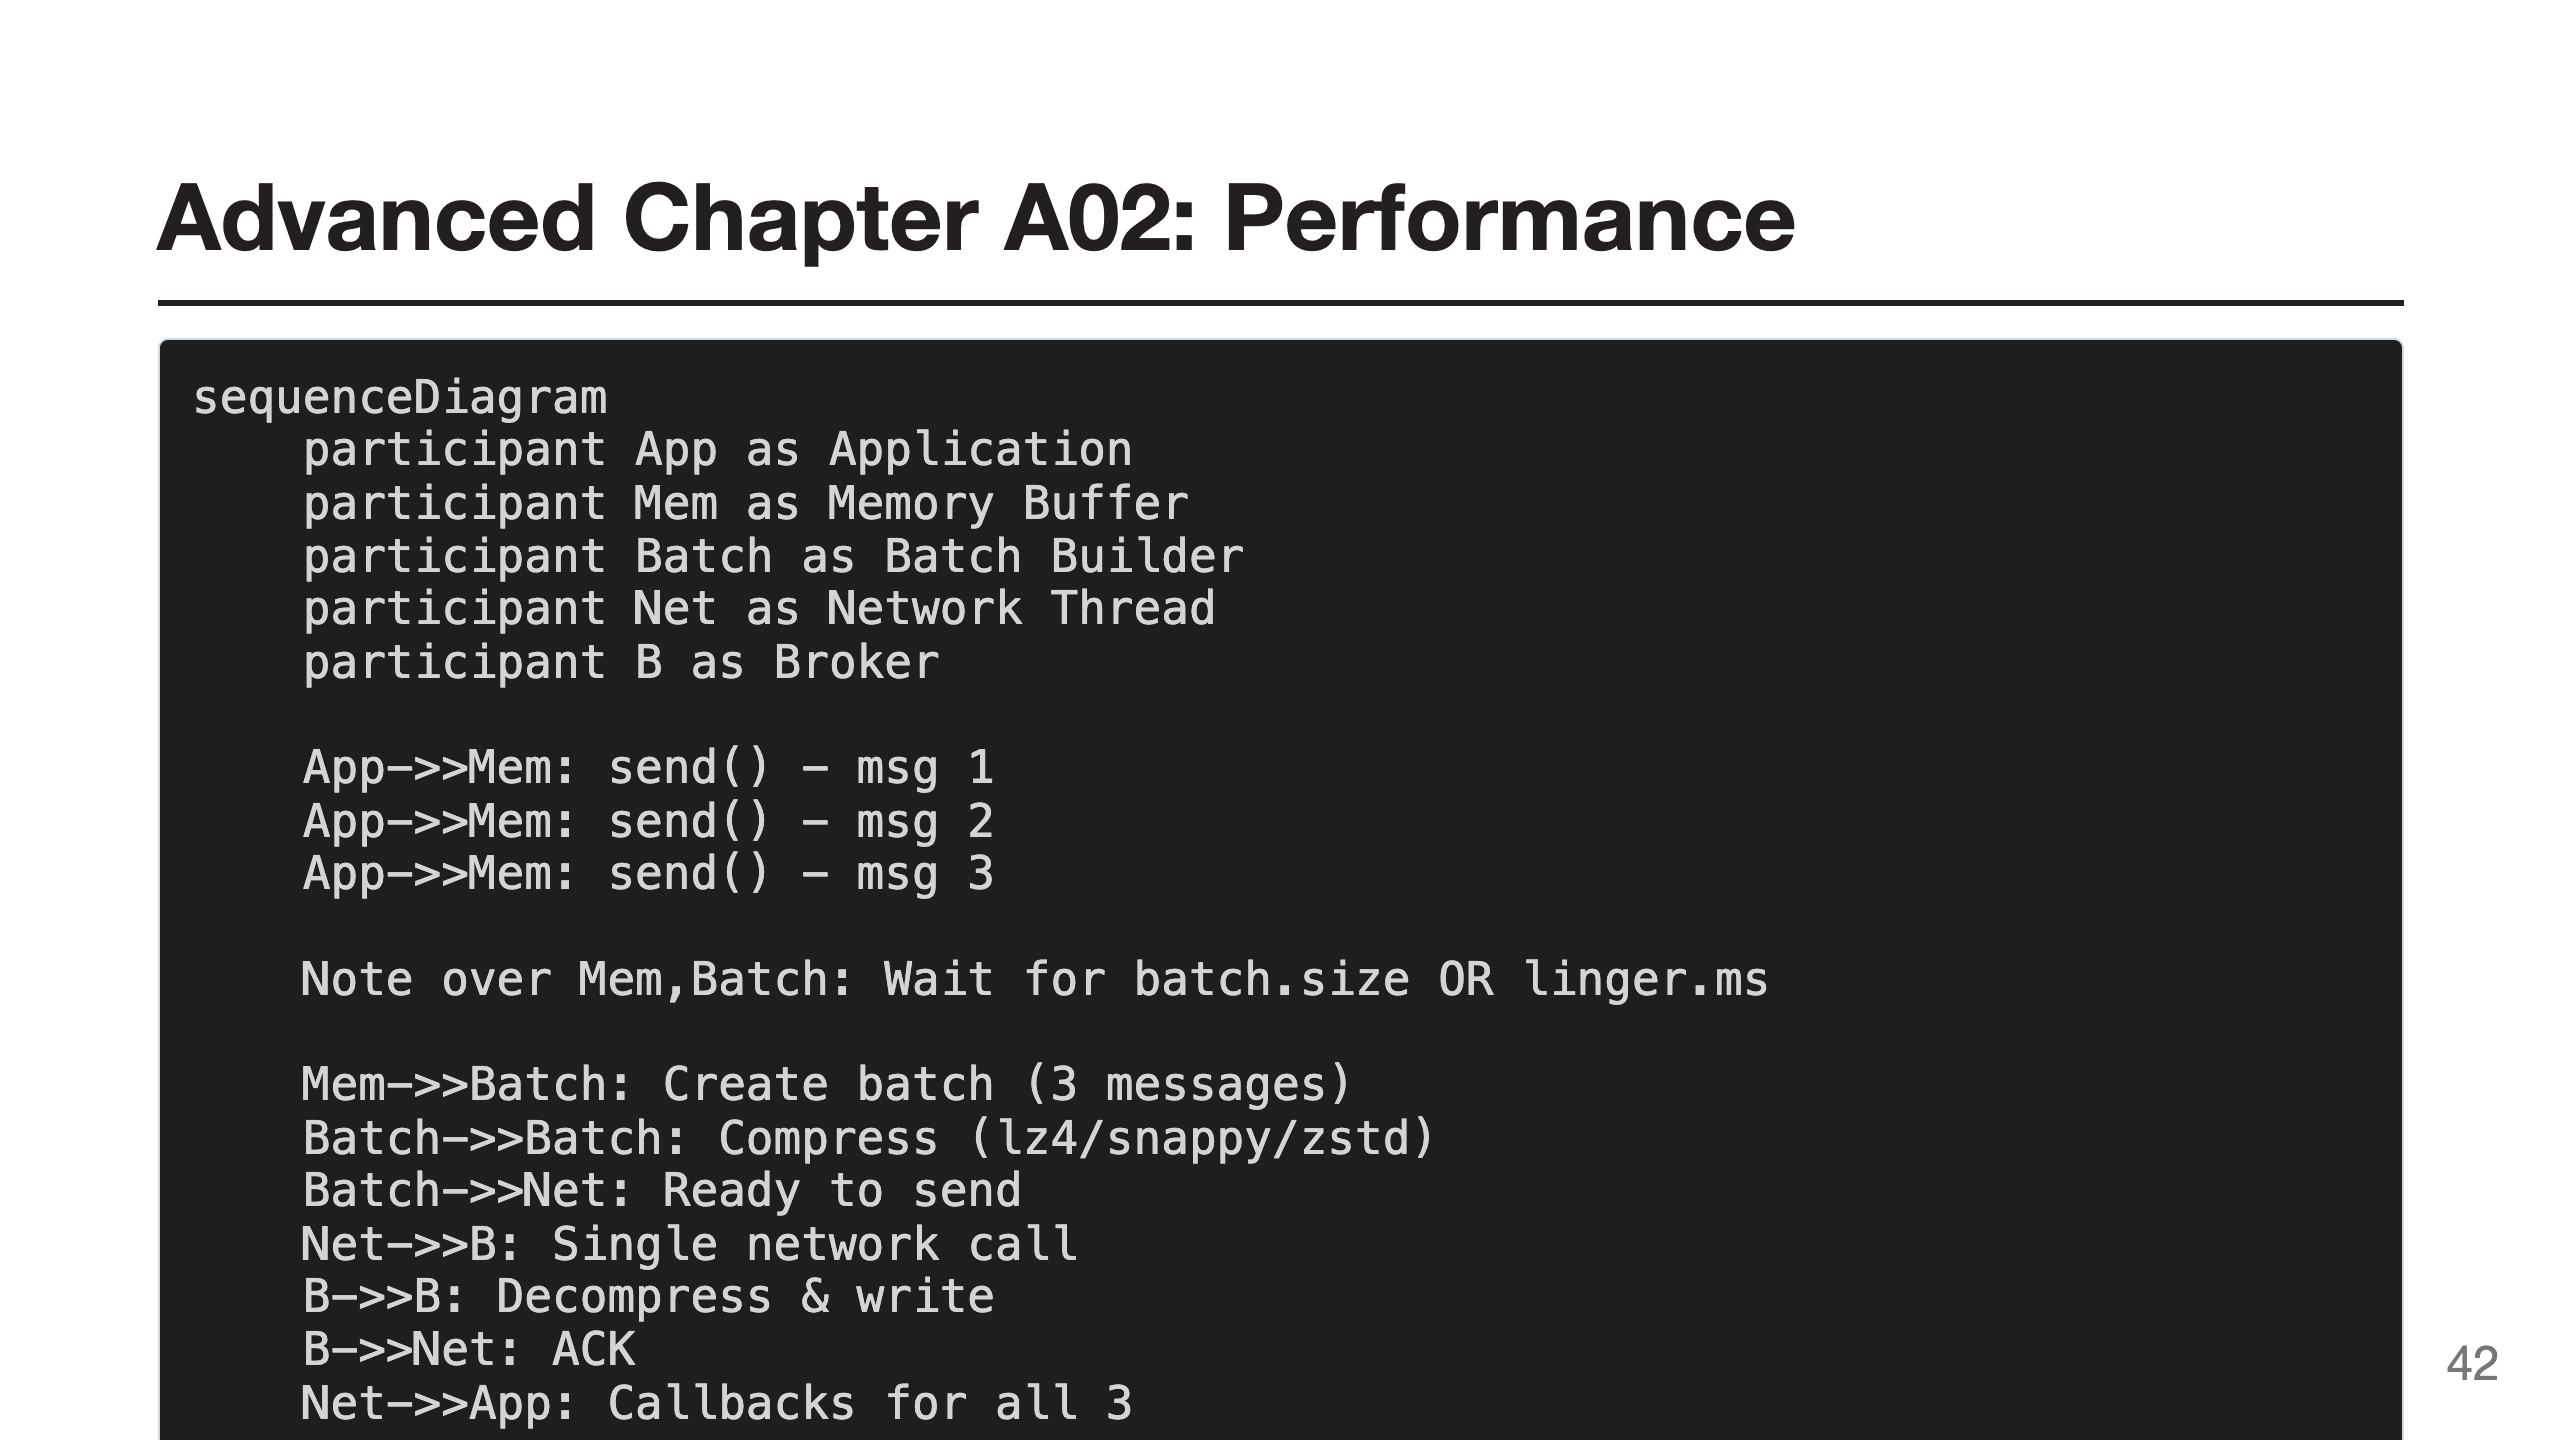 Advanced Chapter A02: Performance
sequenceDiagram
    participant App as Application
    participant Mem as Memory Buffer
    participant Batch as Batch Builder
    participant Net as Network Thread
    participant B as Broker

    App->>Mem: send() - msg 1
    App->>Mem: send() - msg 2
    App->>Mem: send() - msg 3

    Note over Mem,Batch: Wait for batch.size OR linger.ms

    Mem->>Batch: Create batch (3 messages)
    Batch->>Batch: Compress (lz4/snappy/zstd)
    Batch->>Net: Ready to send
    Net->>B: Single network call
    B->>B: Decompress & write
    B->>Net: ACK
    Net->>App: Callbacks for all 3
42